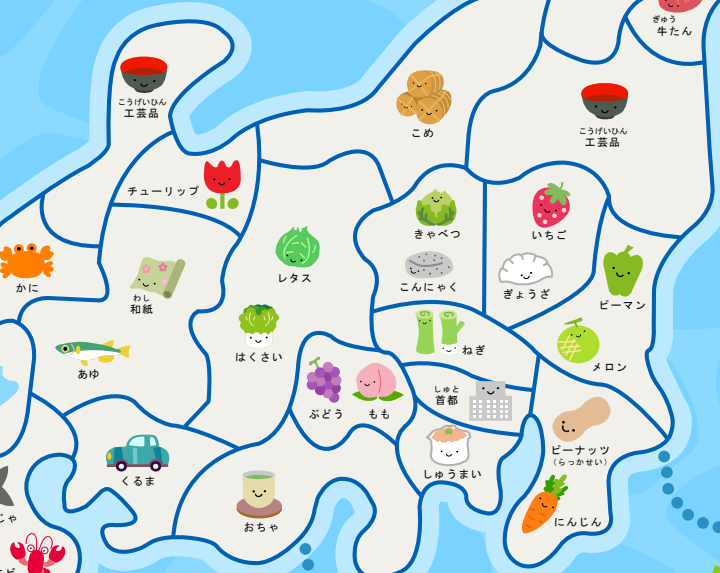 ぎゅう
牛たん
こうげいひん
工芸品
こめ
こうげいひん
工芸品
チューリップ
きゃべつ
いちご
レタス
かに
わし
和紙
こんにゃく
ぎょうざ
ピーマン
はくさい
ねぎ
あゆ
メロン
しゅと
首都
ぶどう
もも
ピーナッツ
(らっかせい)
くるま
しゅうまい
おちゃ
にんじん